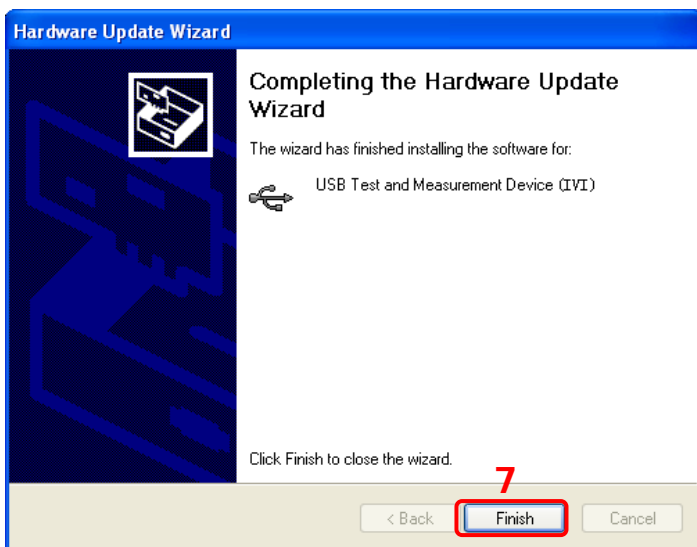 Hardware Update Wizard
Completing the Hardware Update
Wizard
The wizard has finished installing the software for:
USB Test and Measurement Device (IVI)
Click Finish to close the wizard.
7
< Back Finish Cancel